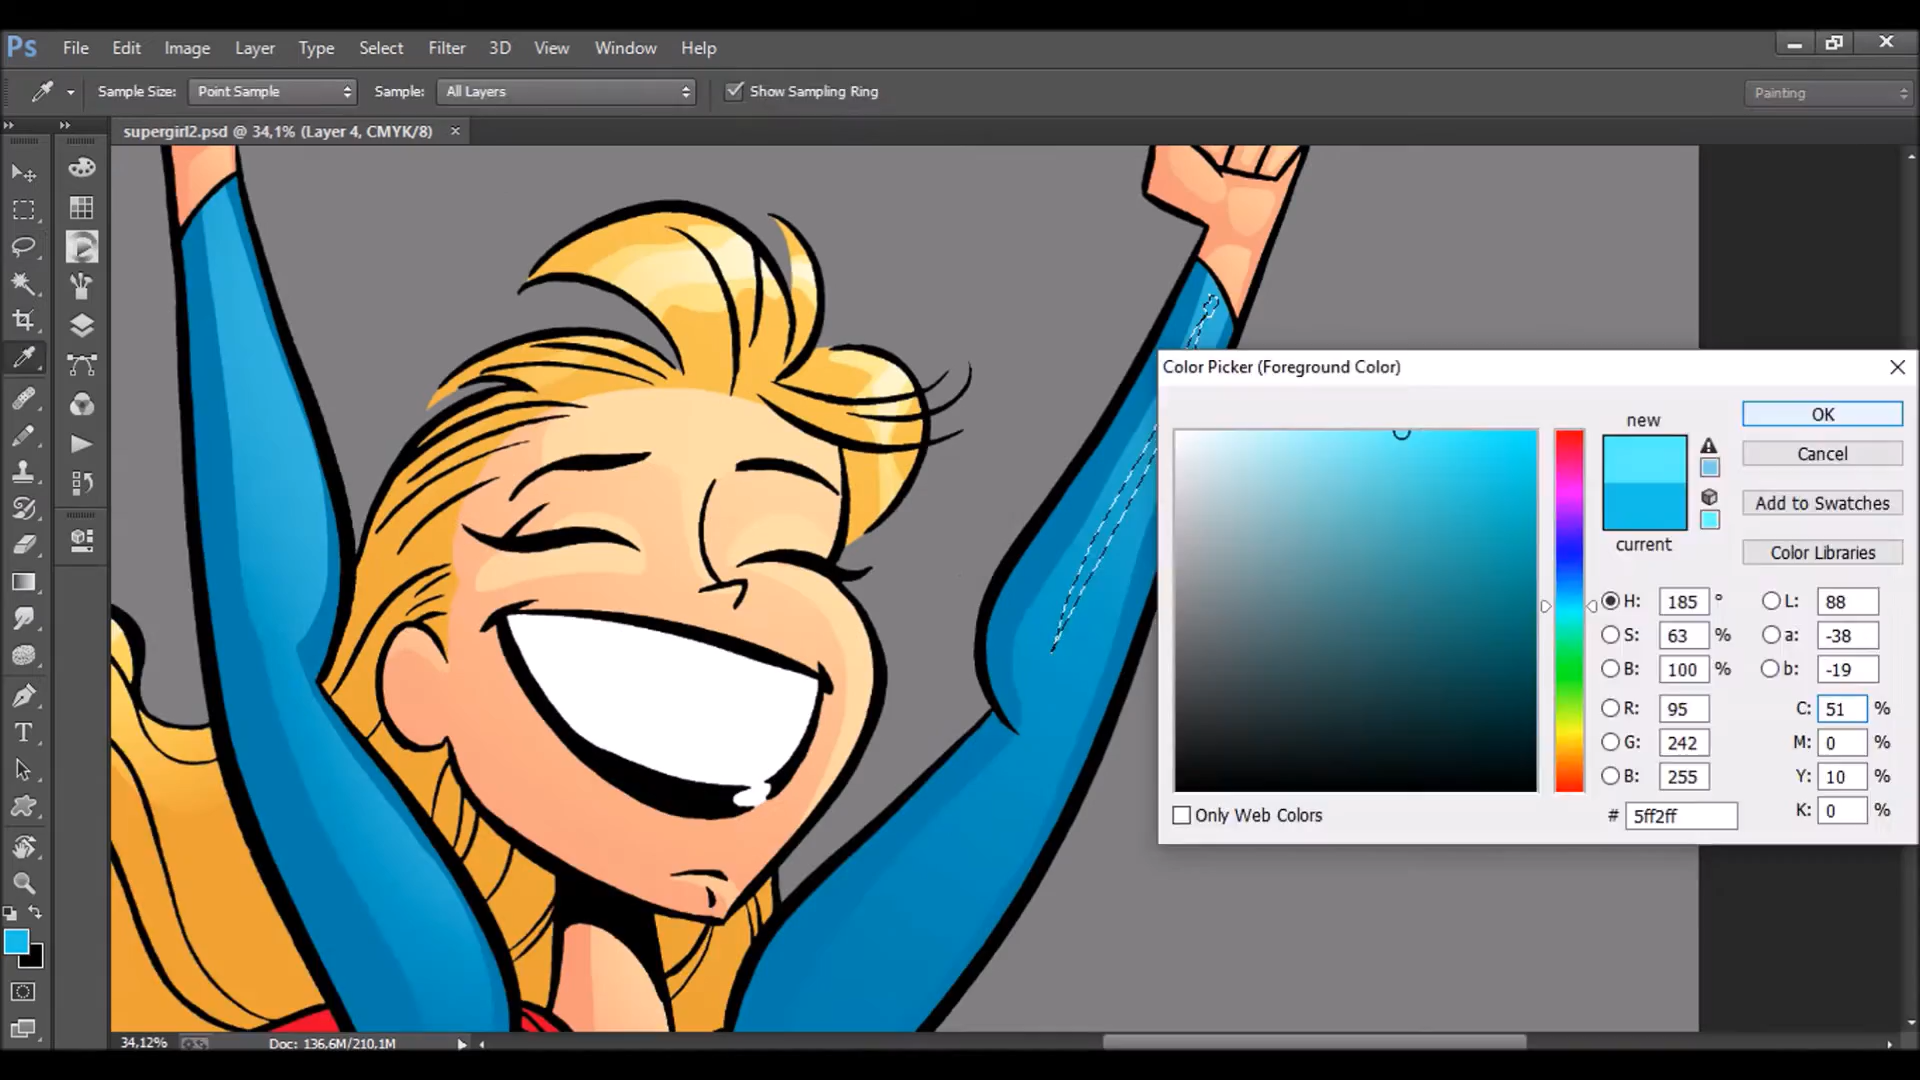 Ps File Edit Image Layer Type Select Filter 3D View Window Help
Sample Size: Point Sample Sample: All Layers Show Sampling Ring Painting
supergirl2.psd @ 34,1% (Layer 4, CMYK/8) ×
Color Picker (Foreground Color)
new
current
OK
Cancel
Add to Swatches
Color Libraries
H: 185 ° L: 88
S: 63 % a: -38
B: 100 % b: -19
R: 95 C: 51 %
G: 242 M: 0 %
B: 255 Y: 10 %
# 5ff2ff K: 0 %
Only Web Colors
34,12% Doc: 136,6M/210,1M